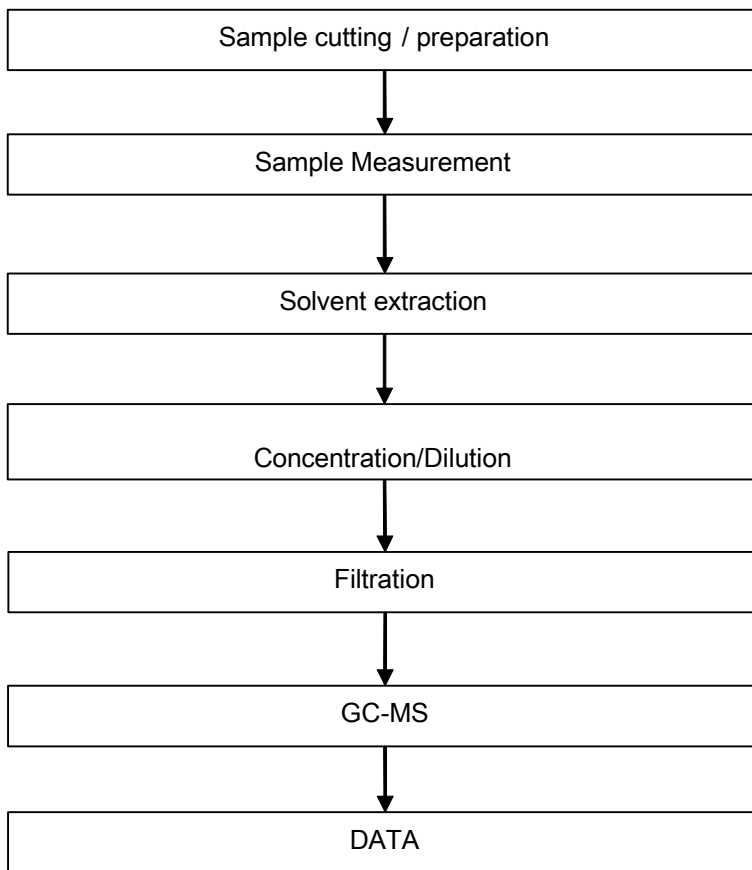 Sample cutting / preparation
Sample Measurement
Solvent extraction
Concentration/Dilution
Filtration
GC-MS
DATA